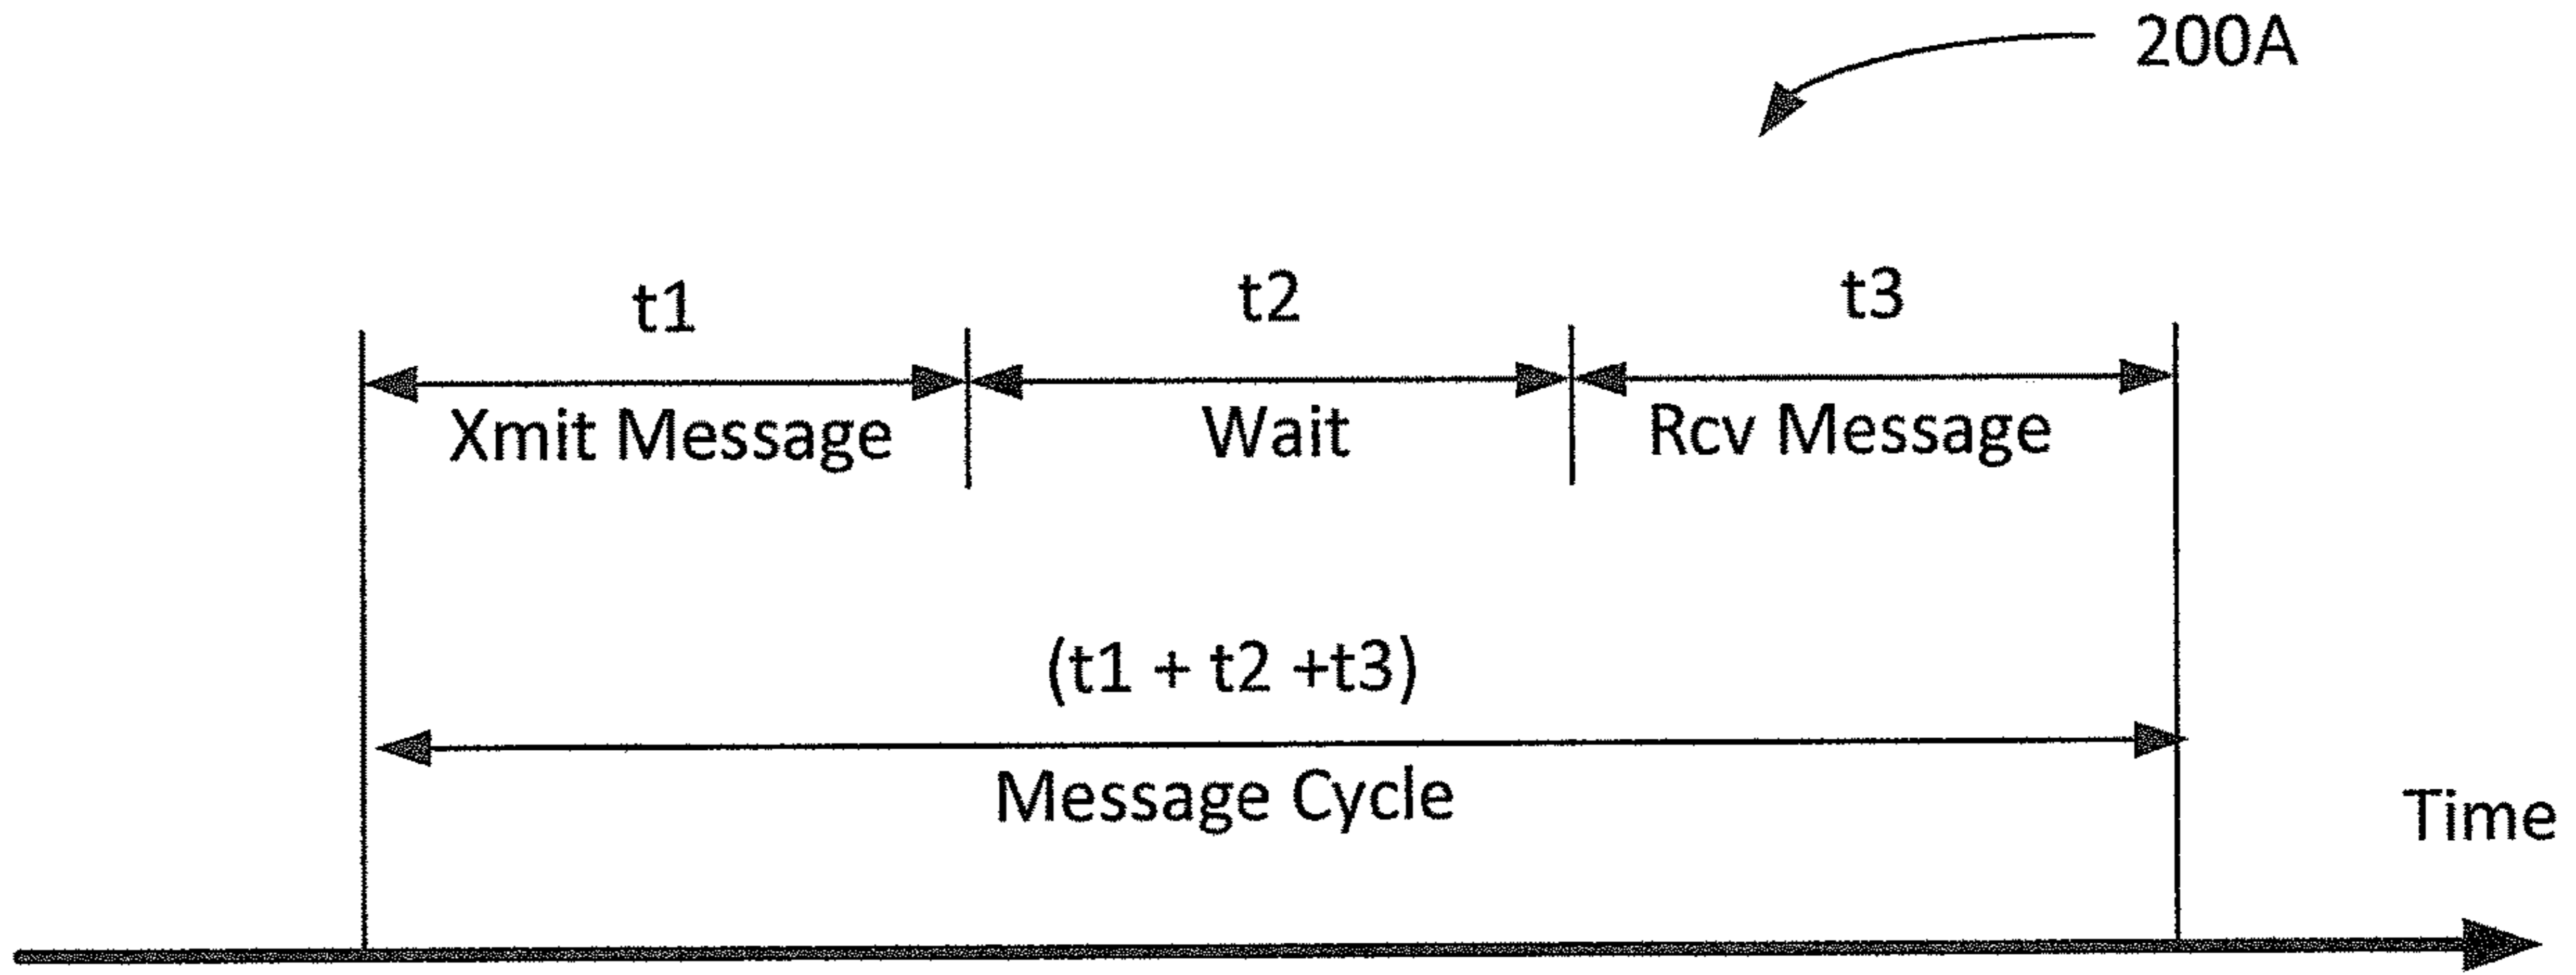 200A
t1
t2
t3
Xmit Message
Wait
Rcv Message
(t1 + t2 +t3)
Message Cycle
Time